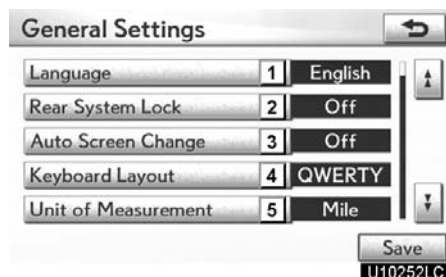 General Settings
Language 1 English
Rear System Lock 2 Off
Auto Screen Change 3 Off
Keyboard Layout 4 QWERTY
Unit of Measurement 5 Mile
Save
U10252LC